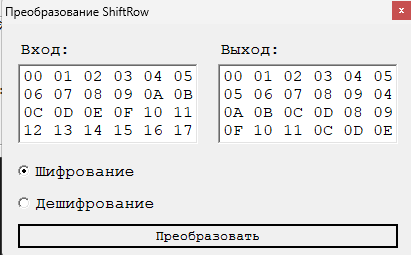 Преобразование ShiftRow
x
Вход: Выход:
00 01 02 03 04 05 00 01 02 03 04 05
06 07 08 09 0A 0B 05 06 07 08 09 04
0C 0D 0E 0F 10 11 0A 0B 0C 0D 08 09
12 13 14 15 16 17 0F 10 11 0C 0D 0E
Шифрование
Дешифрование
Преобразовать